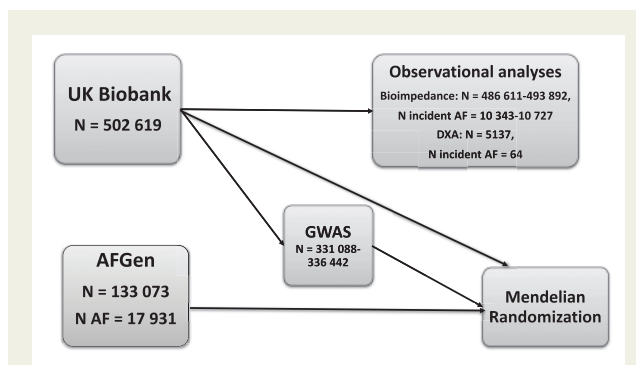 UK Biobank
N = 502 619
Observational analyses
Bioimpedance: N = 486 611-493 892,
N incident AF = 10 343-10 727
DXA: N = 5137,
N incident AF = 64
GWAS
N = 331 088-
336 442
AFGen
N = 133 073
N AF = 17 931
Mendelian
Randomization